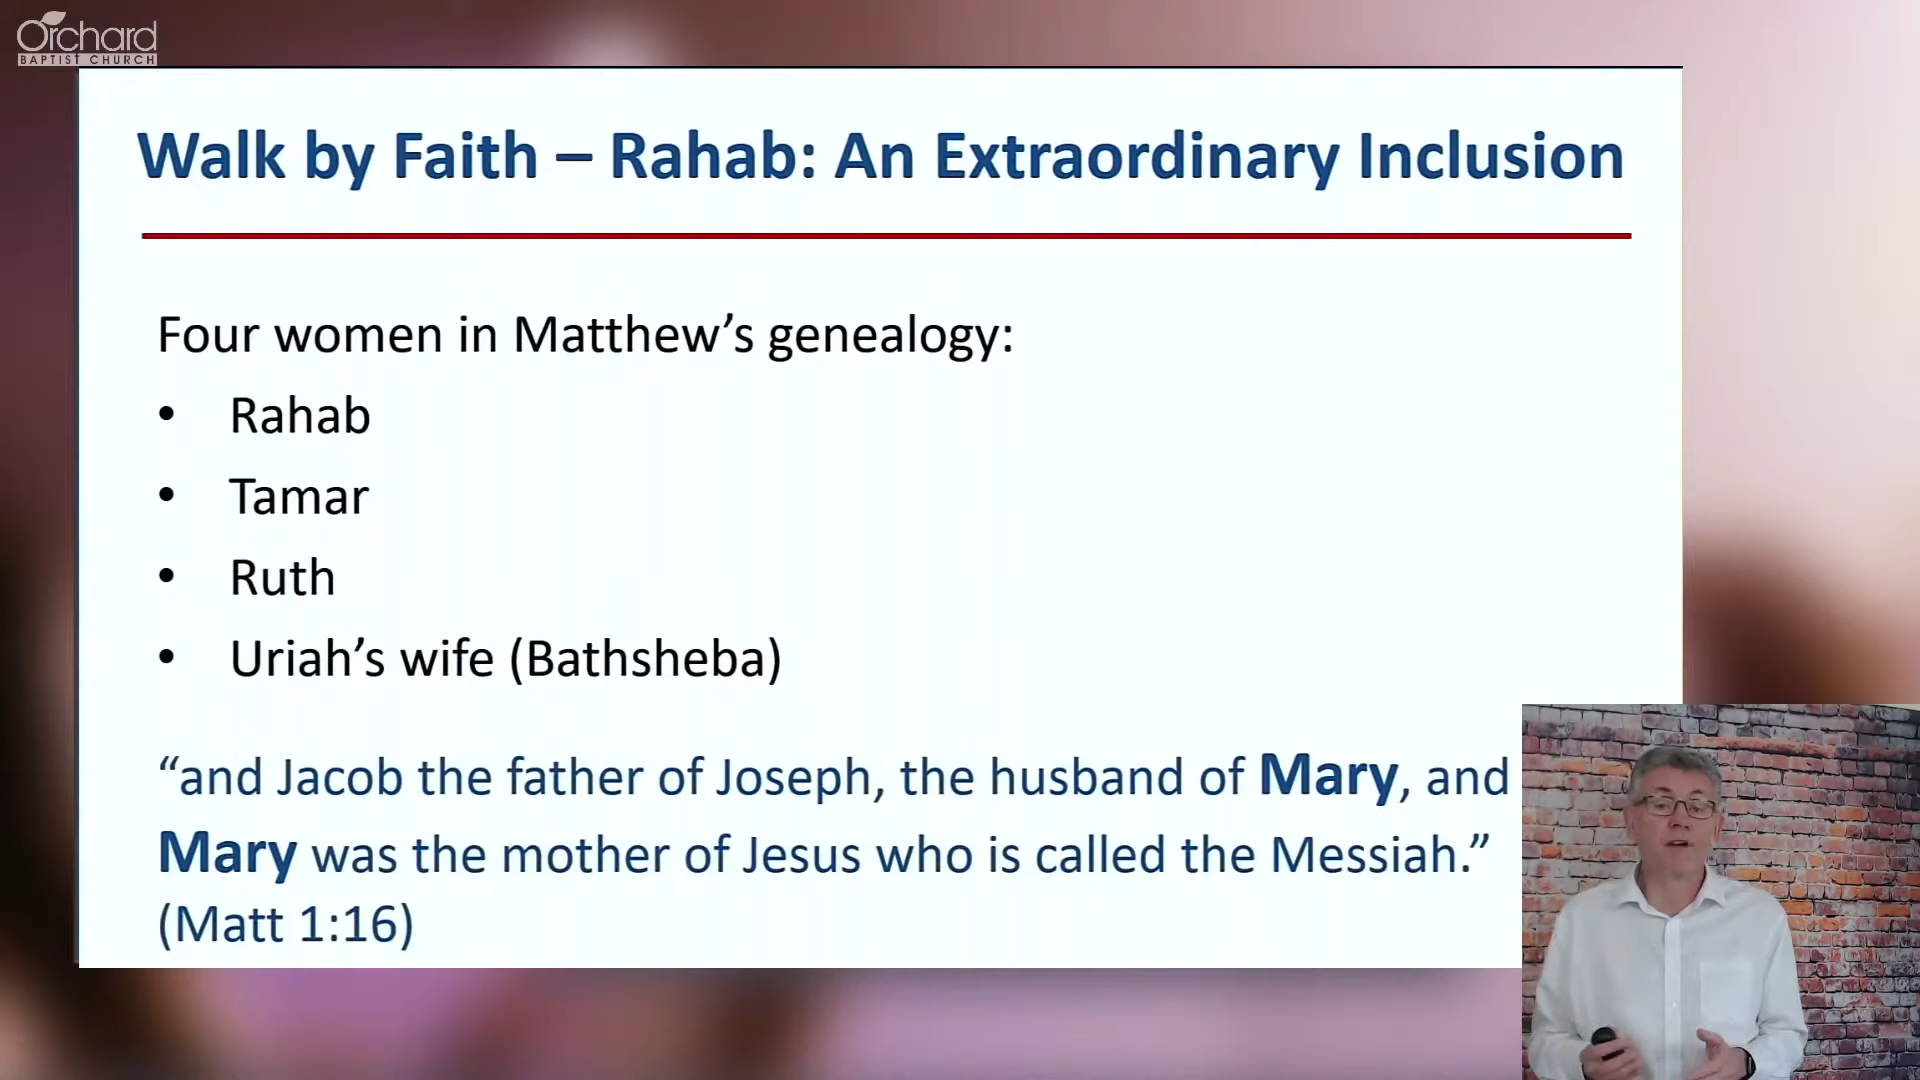 Orchard
BAPTIST CHURCH
Walk by Faith – Rahab: An Extraordinary Inclusion
Four women in Matthew’s genealogy:
• Rahab
• Tamar
• Ruth
• Uriah’s wife (Bathsheba)
“and Jacob the father of Joseph, the husband of Mary, and
Mary was the mother of Jesus who is called the Messiah.”
(Matt 1:16)